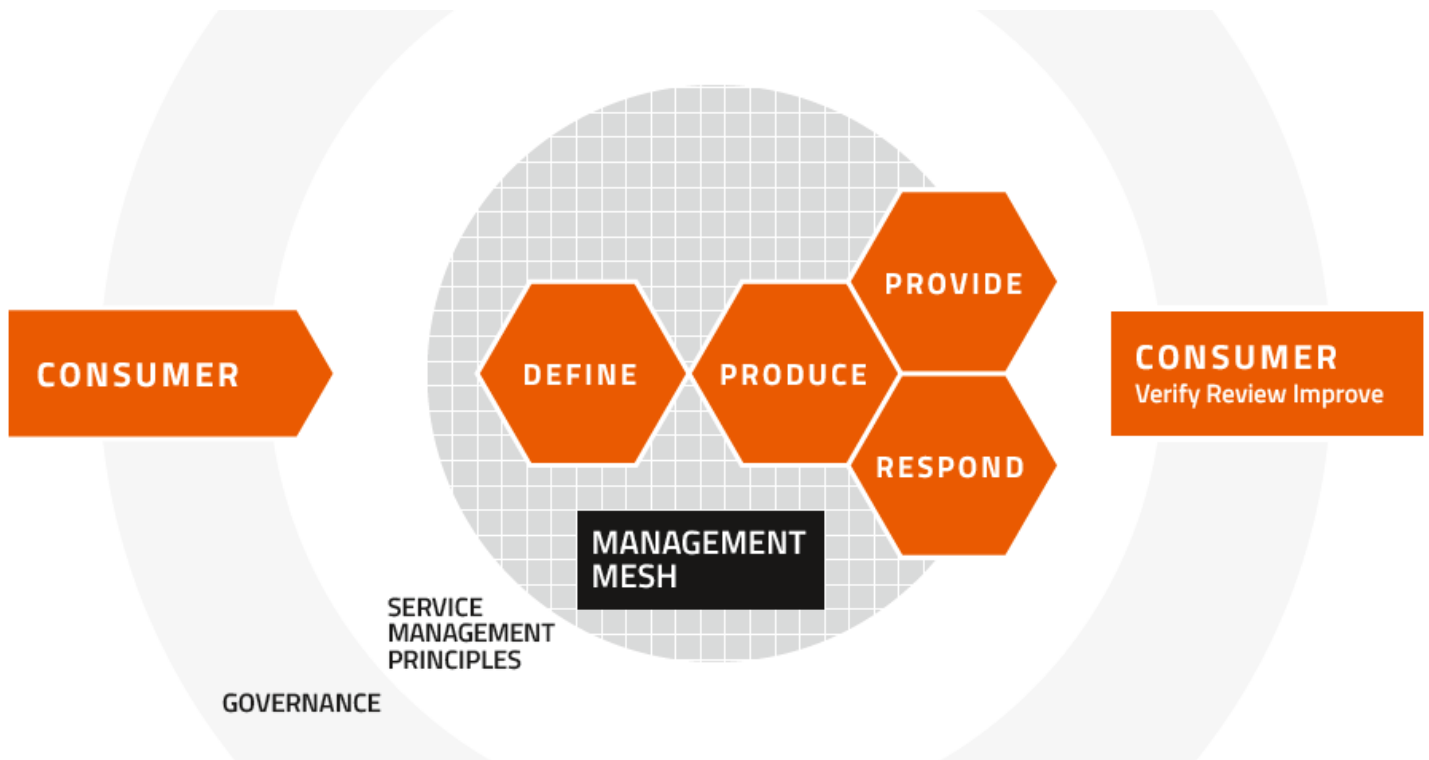 CONSUMER
DEFINE
PRODUCE
PROVIDE
RESPOND
CONSUMER
Verify Review Improve
MANAGEMENT
MESH
SERVICE
MANAGEMENT
PRINCIPLES
GOVERNANCE